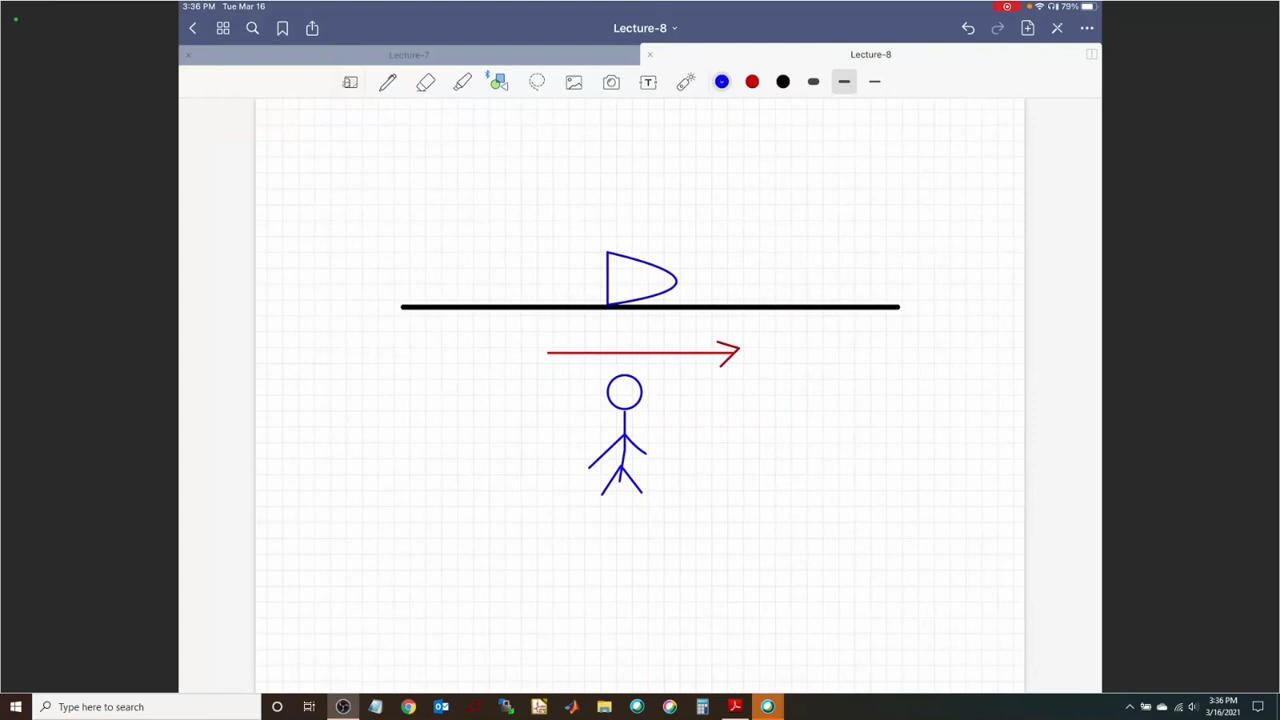 3:36 PM Tue Mar 16
79%
Lecture-8
Lecture-7
Lecture-8
T
Type here to search
3:36 PM
3/16/2021